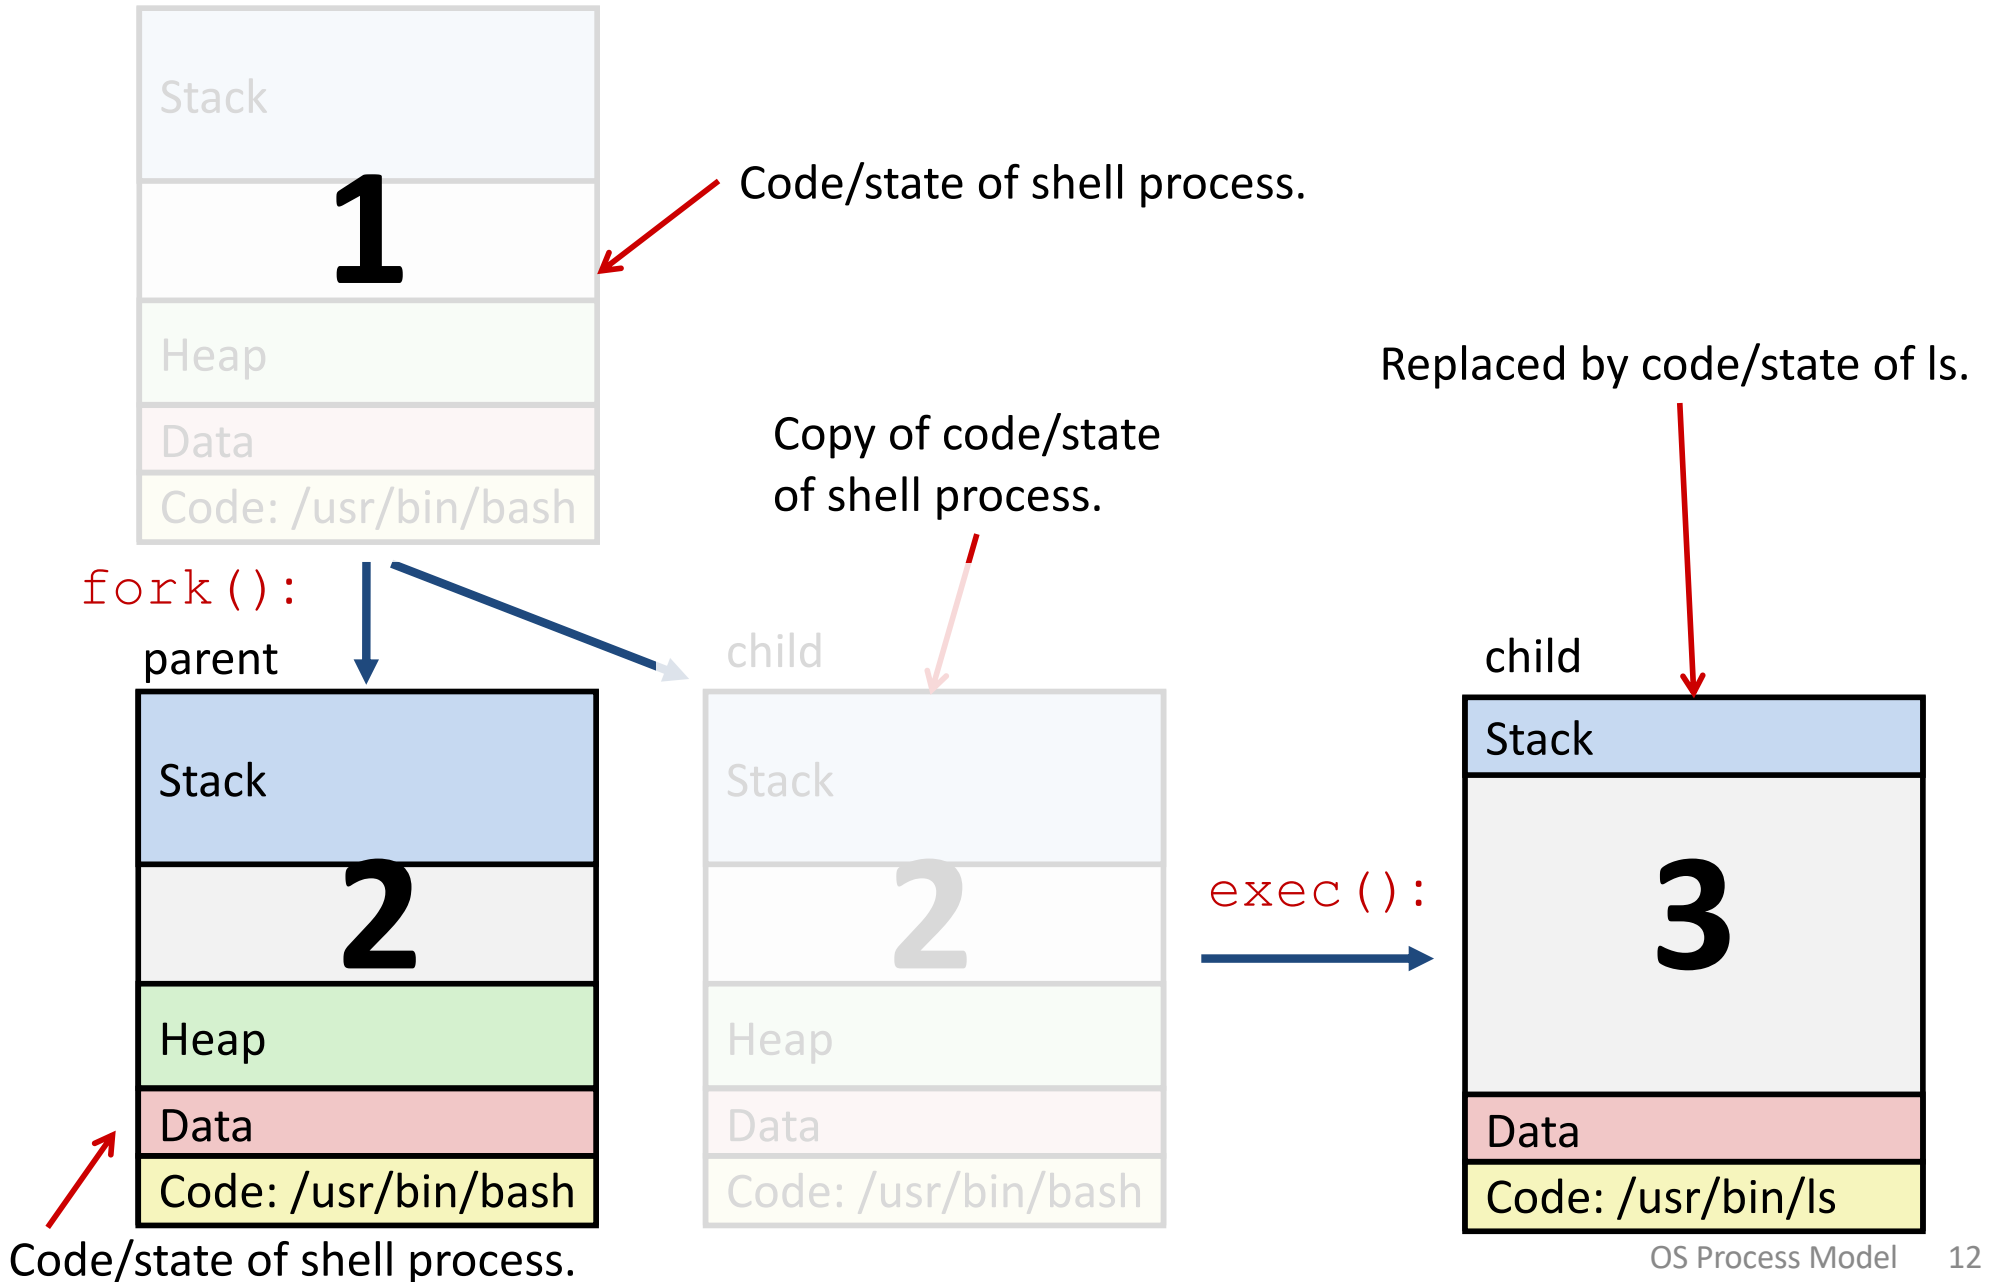 Stack
1
Code/state of shell process.
Heap
Data
Code: /usr/bin/bash
Replaced by code/state of ls.
Copy of code/state
of shell process.
fork():
parent
child
child
Stack
2
Heap
Data
Code: /usr/bin/bash
Stack
2
Heap
Data
Code: /usr/bin/bash
exec():
Stack
3
Data
Code: /usr/bin/ls
Code/state of shell process.
OS Process Model 12